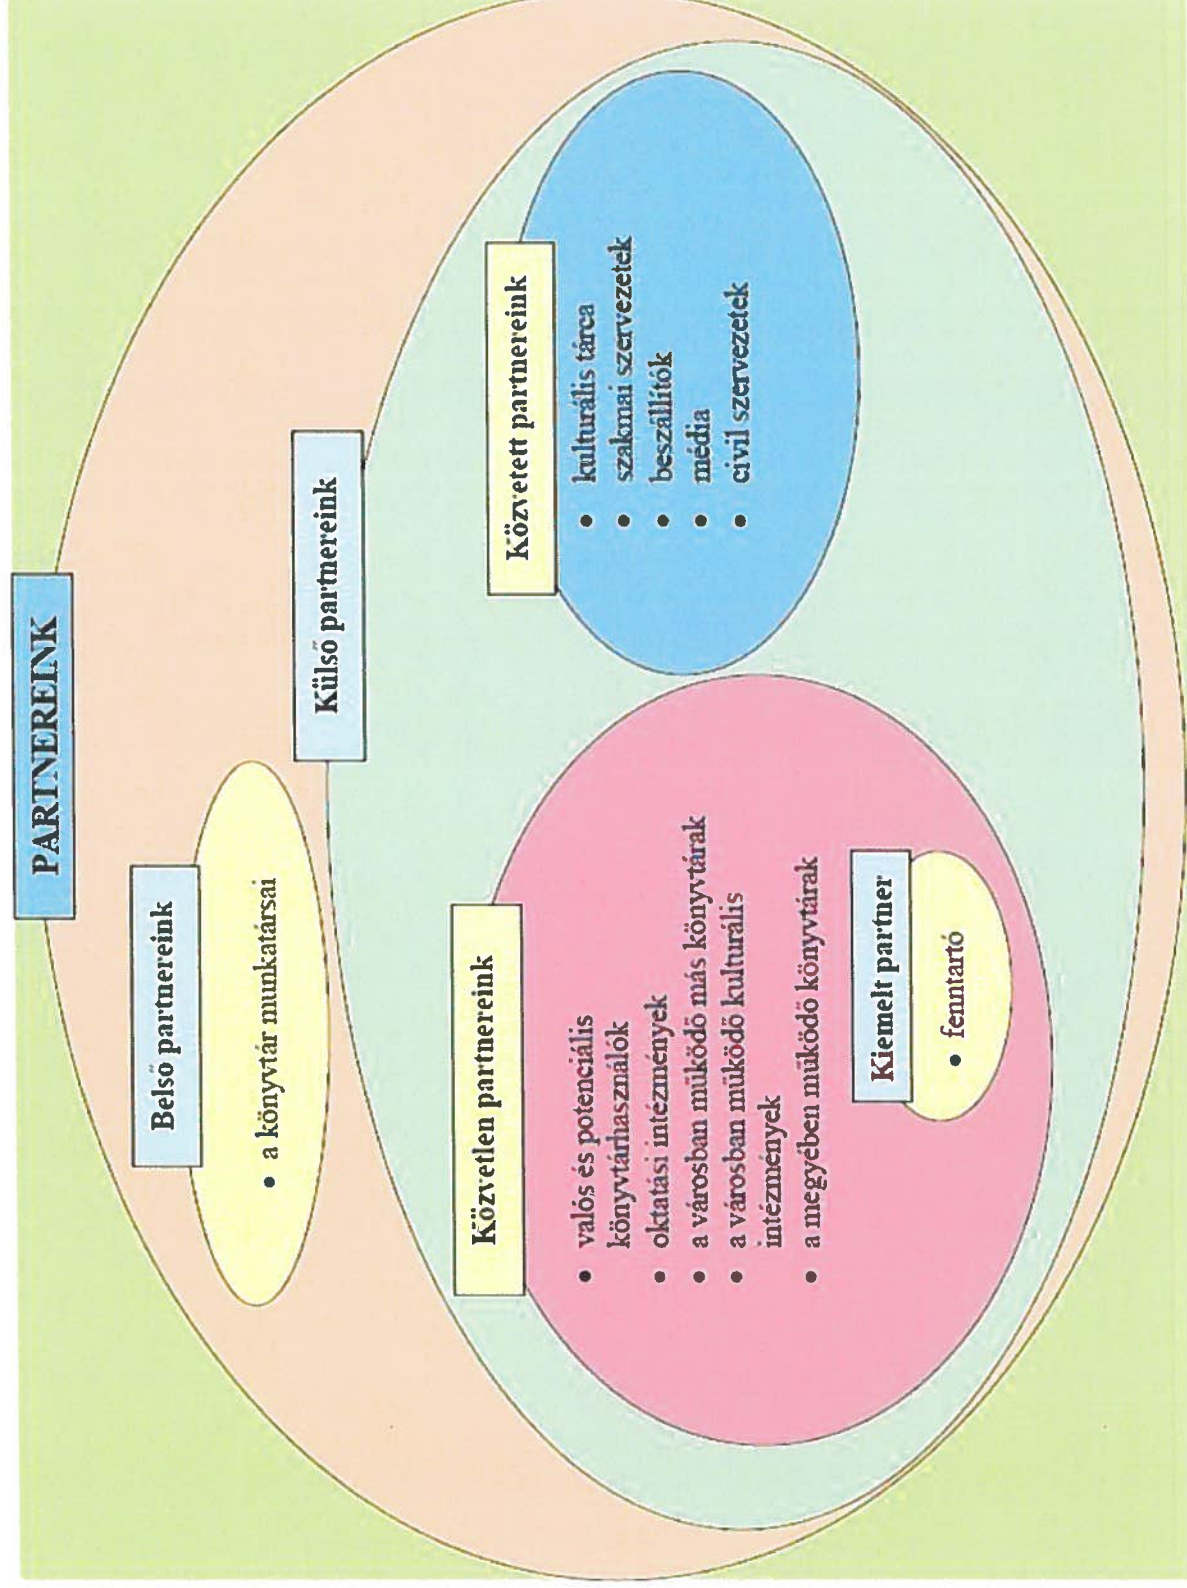 PARTNEREINK
Belső partnereink
• a könyvtár munkatársai
Külső partnereink
Közvetlen partnereink
• valós és potenciális
könyvtárhasználók
• oktatási intézmények
• a városban működő más könyvtárak
• a városban működő kulturális
intézmények
• a megyében működő könyvtárak
Kiemelt partner
• fenntartó
Közvetett partnereink
• kulturális tárca
• szakmai szervezetek
• beszállítók
• média
• civil szervezetek